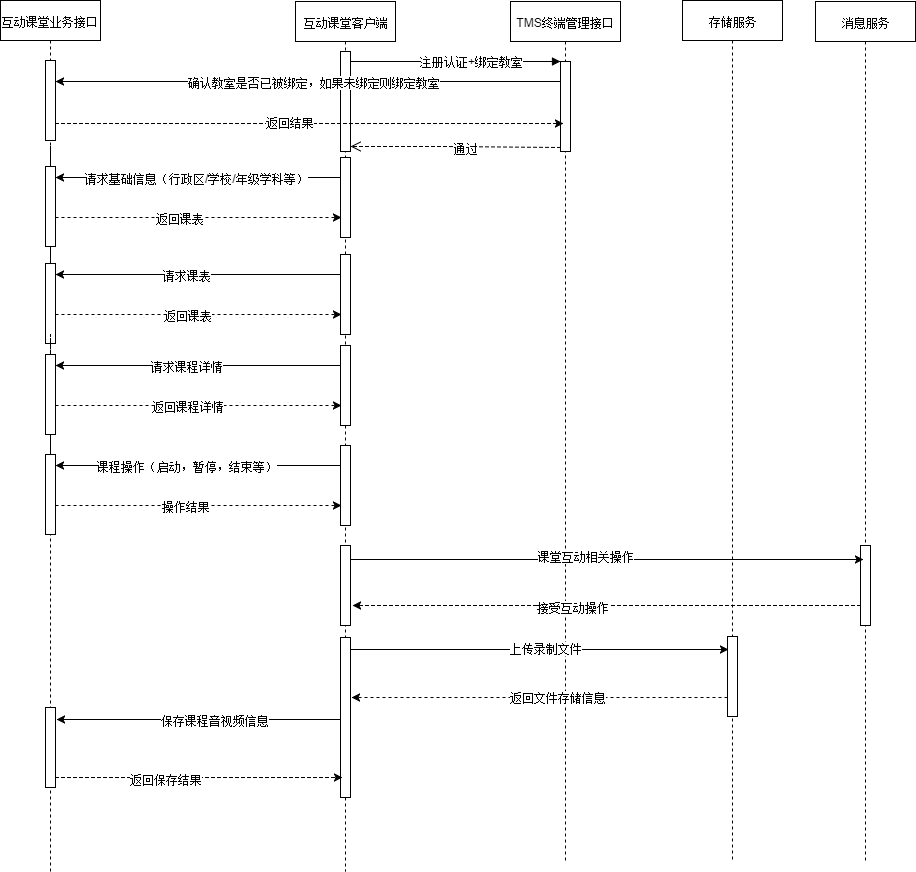 互动课堂业务接口
互动课堂客户端
TMS终端管理接口
存储服务
消息服务
注册认证+绑定教室
确认教室是否已被绑定，如果未绑定则绑定教室
返回结果
通过
请求基础信息（行政区/学校/年级学科等）
返回课表
请求课表
返回课表
请求课程详情
返回课程详情
课程操作（启动，暂停，结束等）
操作结果
课堂互动相关操作
接受互动操作
上传录制文件
返回文件存储信息
保存课程音视频信息
返回保存结果